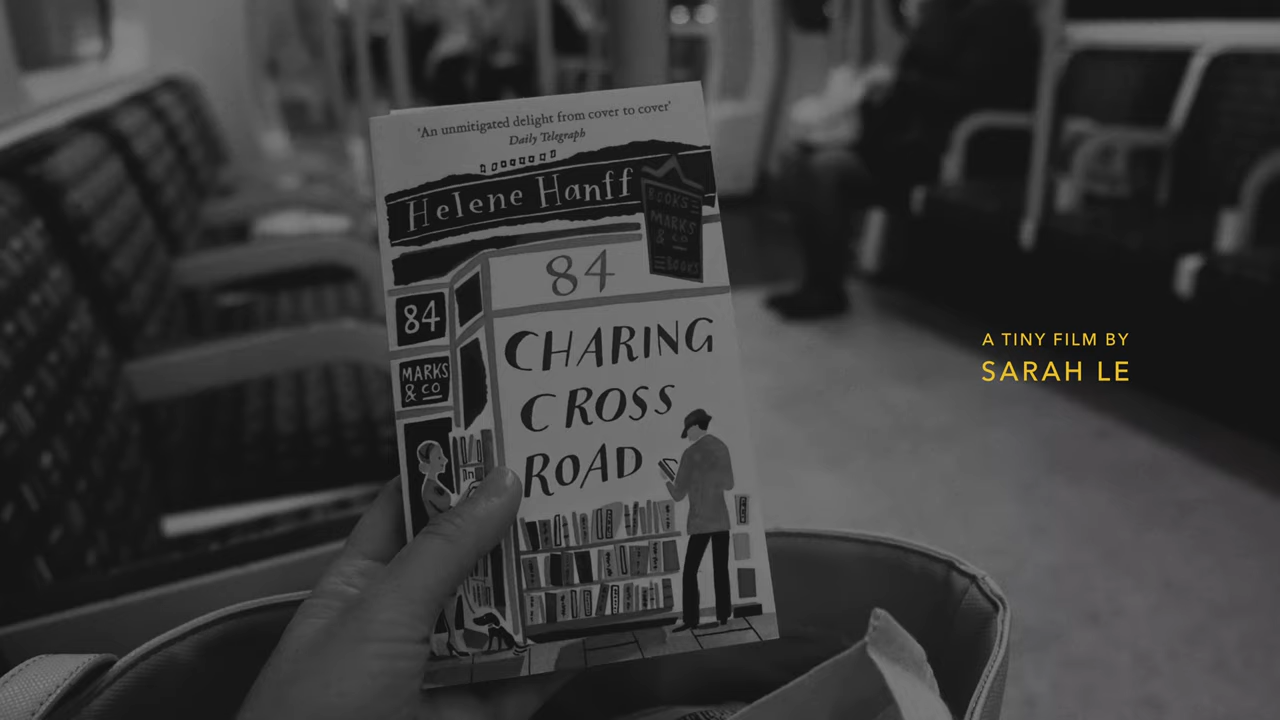 'An unmitigated delight from cover to cover'
Daily Telegraph
Helene Hanff
BOOKS
MARKS
& CO
BOOKS
84
84
MARKS
& CO
CHARING
CROSS
ROAD
A TINY FILM BY
SARAH LE